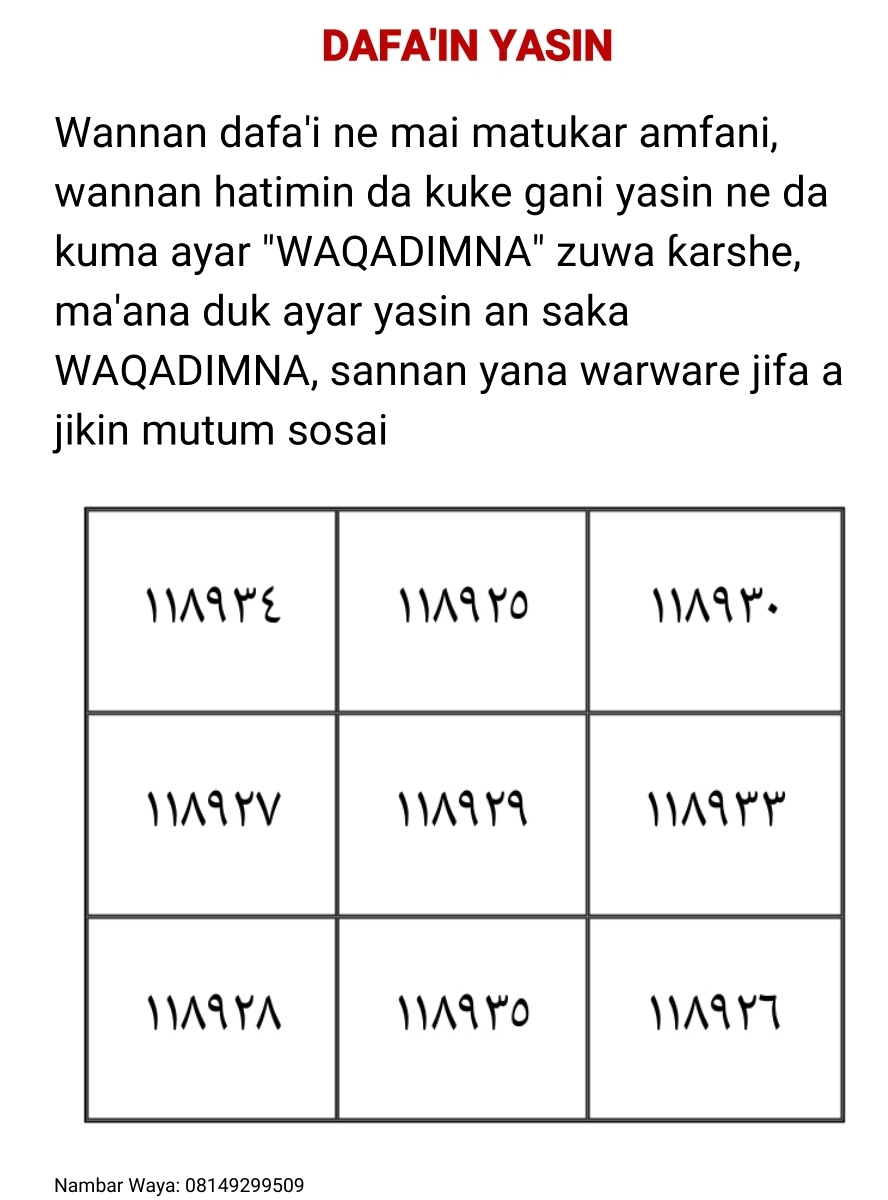 DAFA'IN YASIN
Wannan dafa'i ne mai matukar amfani,
wannan hatimin da kuke gani yasin ne da
kuma ayar "WAQADIMNA" zuwa ƙarshe,
ma'ana duk ayar yasin an saka
WAQADIMNA, sannan yana warware jifa a
jikin mutum sosai
١١٨٩٣٤ ١١٨٩٢٥ ١١٨٩٣٠
١١٨٩٢٧ ١١٨٩٢٩ ١١٨٩٣٣
١١٨٩٢٨ ١١٨٩٣٥ ١١٨٩٢٦
Nambar Waya: 08149299509